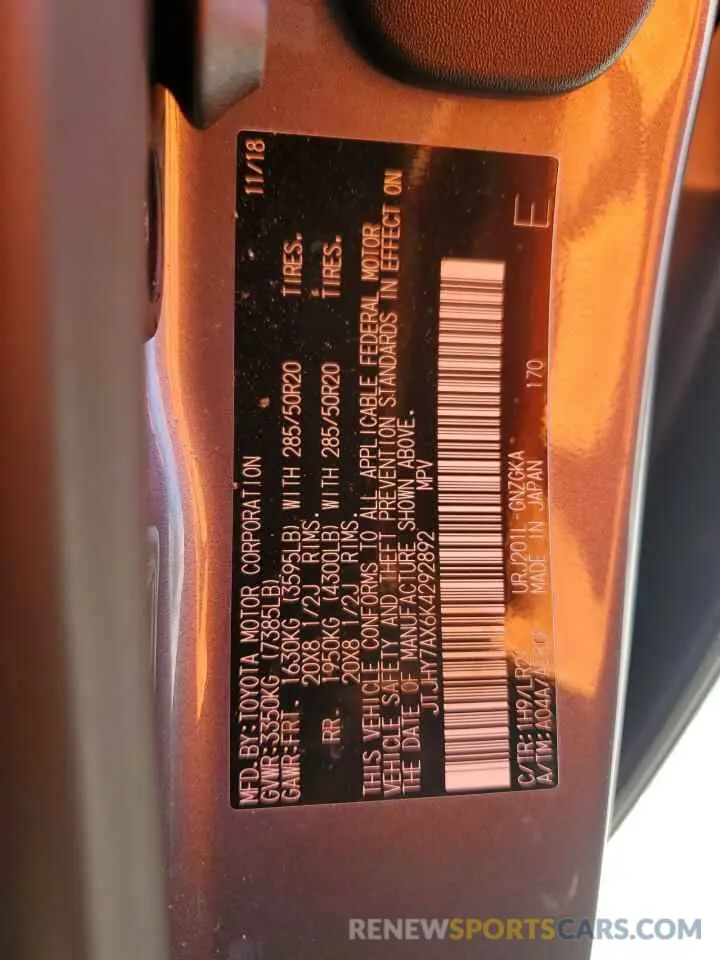 MFD.BY:TOYOTA MOTOR CORPORATION 11/18
GVWR:3350KG (7385LB)
GAWR:FRT. 1630KG (3595LB) WITH 285/50R20 TIRES.
20X8 1/2J RIMS.
RR. 1950KG (4300LB) WITH 285/50R20 TIRES.
20X8 1/2J RIMS.
THIS VEHICLE CONFORMS TO ALL APPLICABLE FEDERAL MOTOR
VEHICLE SAFETY AND THEFT PREVENTION STANDARDS IN EFFECT ON
THE DATE OF MANUFACTURE SHOWN ABOVE.
JTJHY7AX6K4292892 MPV
C/TR:1H9/LR21 URJ201L-GNZGKA 170 E
MADE IN JAPAN
RENEWSPORTSCARS.COM